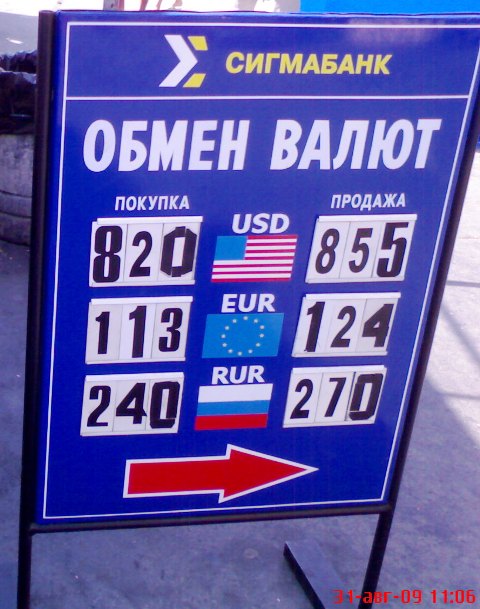 СИГМАБАНК
ОБМЕН ВАЛЮТ
ПОКУПКА ПРОДАЖА
820 USD 855
113 EUR 124
240 RUR 270
31-авг-09 11:06